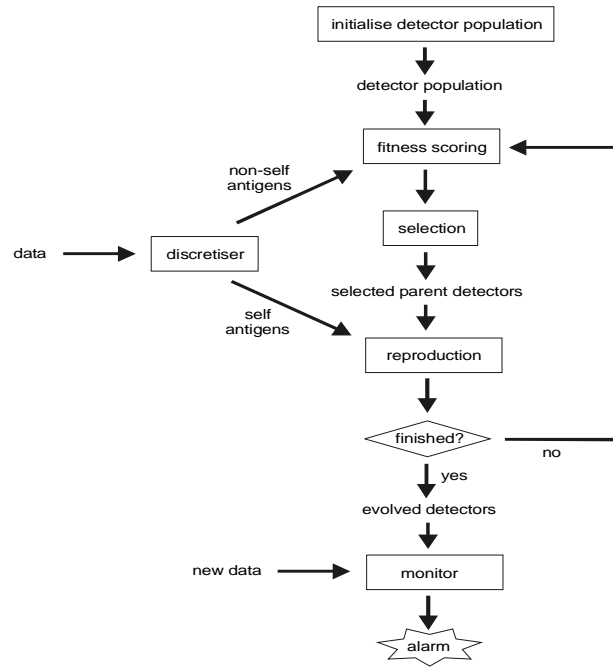 initialise detector population
detector population
fitness scoring
non-self
antigens
selection
data
discretiser
selected parent detectors
self
antigens
reproduction
finished?
no
yes
evolved detectors
new data
monitor
alarm